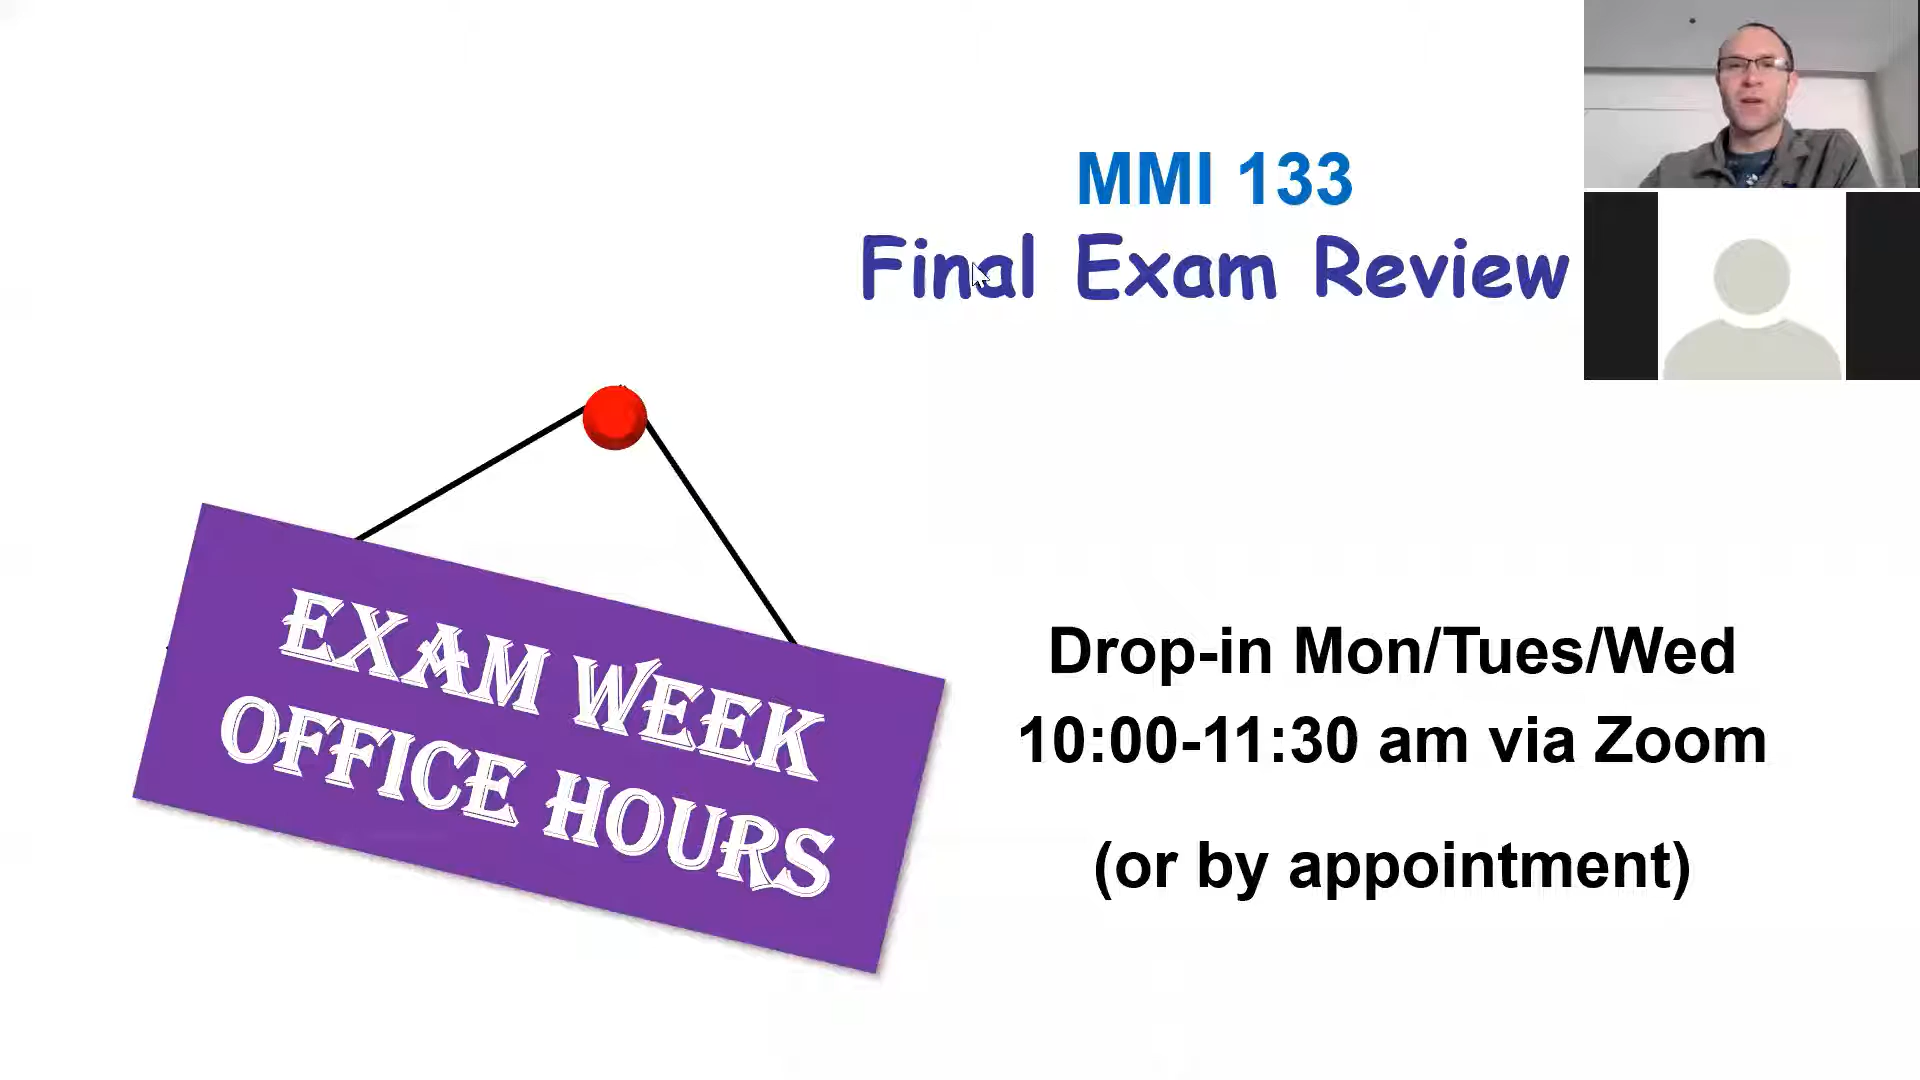 MMI 133
Final Exam Review
EXAM WEEK
OFFICE HOURS
Drop-in Mon/Tues/Wed
10:00-11:30 am via Zoom
(or by appointment)